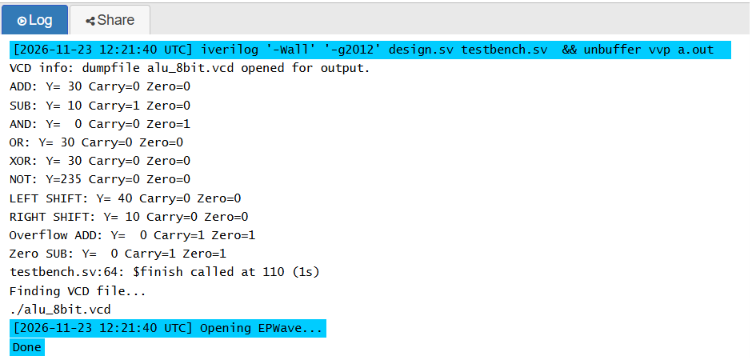 Log Share
[2026-11-23 12:21:40 UTC] iverilog '-Wall' '-g2012' design.sv testbench.sv  && unbuffer vvp a.out
VCD info: dumpfile alu_8bit.vcd opened for output.
ADD: Y= 30 Carry=0 Zero=0
SUB: Y= 10 Carry=1 Zero=0
AND: Y=  0 Carry=0 Zero=1
OR: Y= 30 Carry=0 Zero=0
XOR: Y= 30 Carry=0 Zero=0
NOT: Y=235 Carry=0 Zero=0
LEFT SHIFT: Y= 40 Carry=0 Zero=0
RIGHT SHIFT: Y= 10 Carry=0 Zero=0
Overflow ADD: Y=  0 Carry=1 Zero=1
Zero SUB: Y=  0 Carry=1 Zero=1
testbench.sv:64: $finish called at 110 (1s)
Finding VCD file...
./alu_8bit.vcd
[2026-11-23 12:21:40 UTC] Opening EPWave...
Done